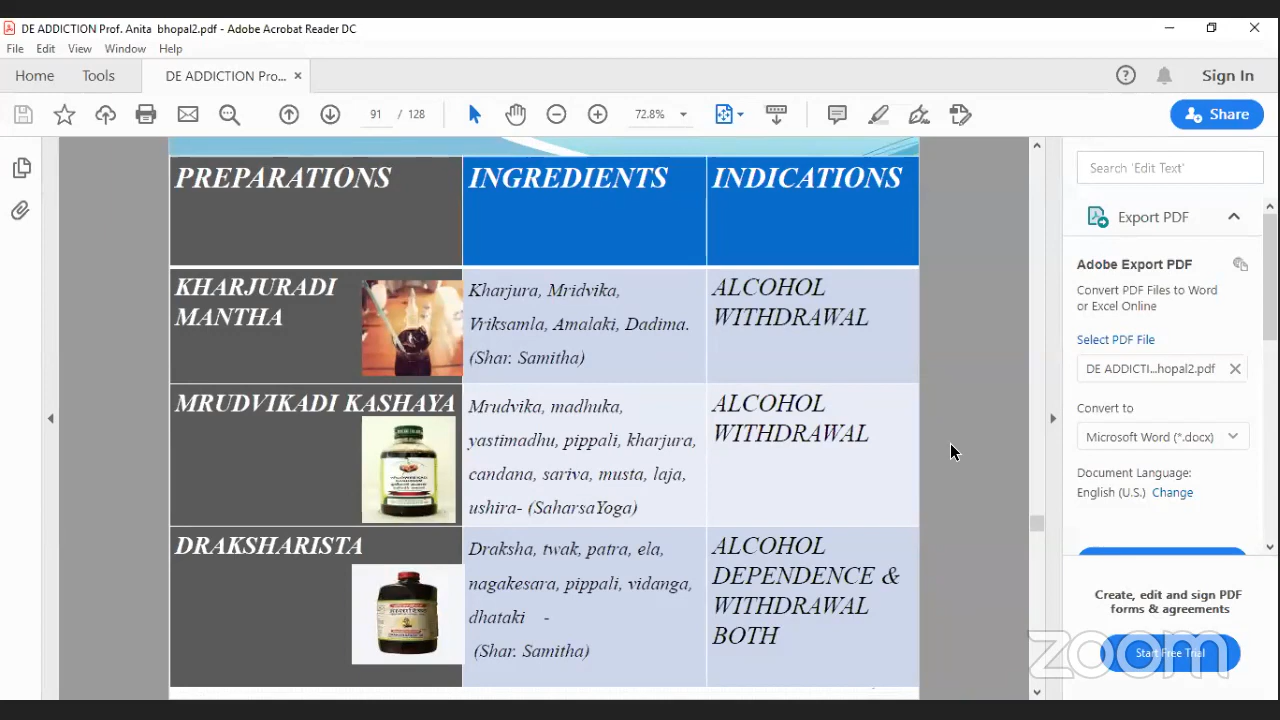 DE ADDICTION Prof. Anita bhopal2.pdf - Adobe Acrobat Reader DC
File Edit View Window Help
Home Tools DE ADDICTION Pro... × Sign In
91 / 128 72.8% Share
PREPARATIONS INGREDIENTS INDICATIONS
KHARJURADI
MANTHA
Kharjura, Mridvika,
Vriksamla, Amalaki, Dadima.
(Shar. Samitha)
ALCOHOL
WITHDRAWAL
MRUDVIKADI KASHAYA
Mrudvika, madhuka,
yastimadhu, pippali, kharjura,
candana, sariva, musta, laja,
ushira- (SaharsaYoga)
ALCOHOL
WITHDRAWAL
DRAKSHARISTA
Draksha, twak, patra, ela,
nagakesara, pippali, vidanga,
dhataki -
(Shar. Samitha)
ALCOHOL
DEPENDENCE &
WITHDRAWAL
BOTH
Search 'Edit Text'
Export PDF
Adobe Export PDF
Convert PDF Files to Word
or Excel Online
Select PDF File
DE ADDICTI...hopal2.pdf
Convert to
Microsoft Word (*.docx)
Document Language:
English (U.S.) Change
Create, edit and sign PDF
forms & agreements
Start Free Trial
zoom